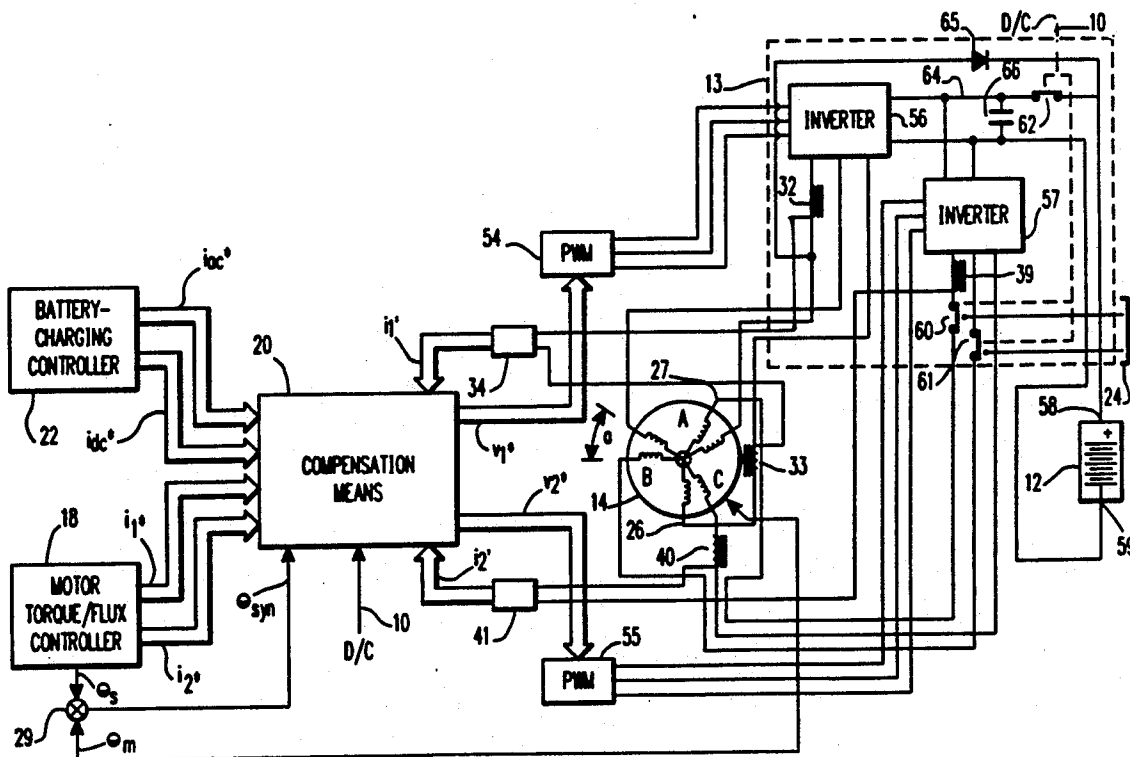 65
D/C
10
13
64
66
INVERTER
56
62
32
INVERTER
57
54
PWM
39
iac*
60
BATTERY-
CHARGING
CONTROLLER
20
i1'
34
61
24
27
58
22
idc*
A
a
+
COMPENSATION
MEANS
v1*
B
C
33
12
14
18
v2*
26
59
i1*
40
MOTOR
TORQUE/FLUX
CONTROLLER
i2'
Θsyn
10
41
D/C
55
i2*
PWM
Θs
29
Θm